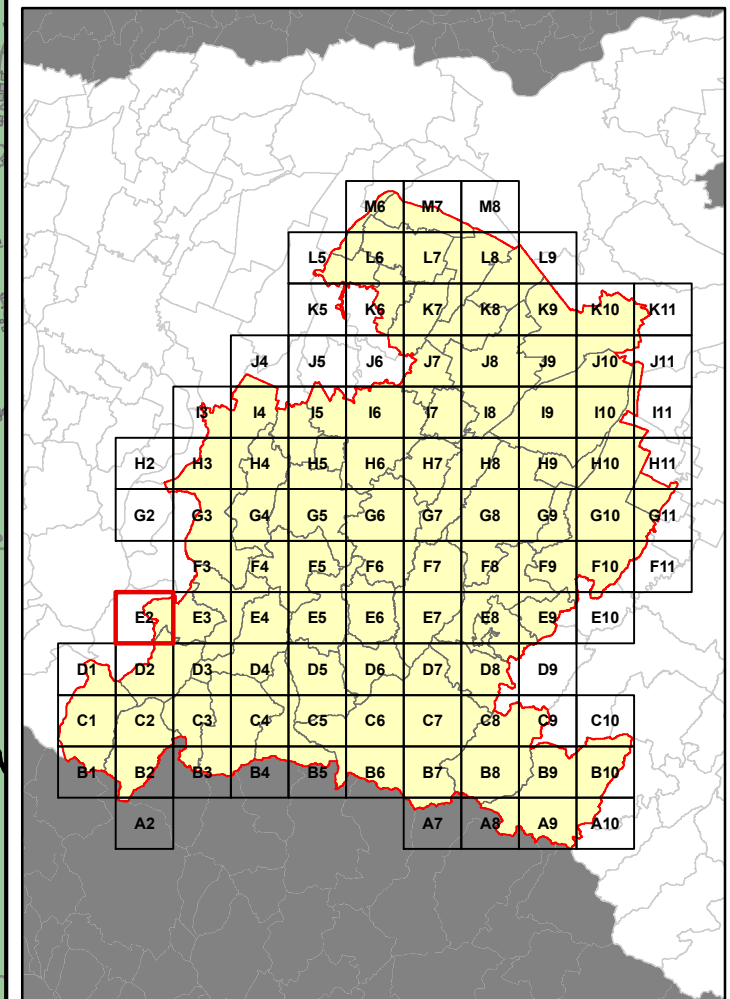 M6 M7 M8
L5 L6 L7 L8 L9
K5 K6 K7 K8 K9 K10 K11
J4 J5 J6 J7 J8 J9 J10 J11
I3 I4 I5 I6 I7 I8 I9 I10 I11
H2 H3 H4 H5 H6 H7 H8 H9 H10 H11
G2 G3 G4 G5 G6 G7 G8 G9 G10 G11
F3 F4 F5 F6 F7 F8 F9 F10 F11
E2 E3 E4 E5 E6 E7 E8 E9 E10
D1 D2 D3 D4 D5 D6 D7 D8 D9
C1 C2 C3 C4 C5 C6 C7 C8 C9 C10
B1 B2 B3 B4 B5 B6 B7 B8 B9 B10
A2 A7 A8 A9 A10